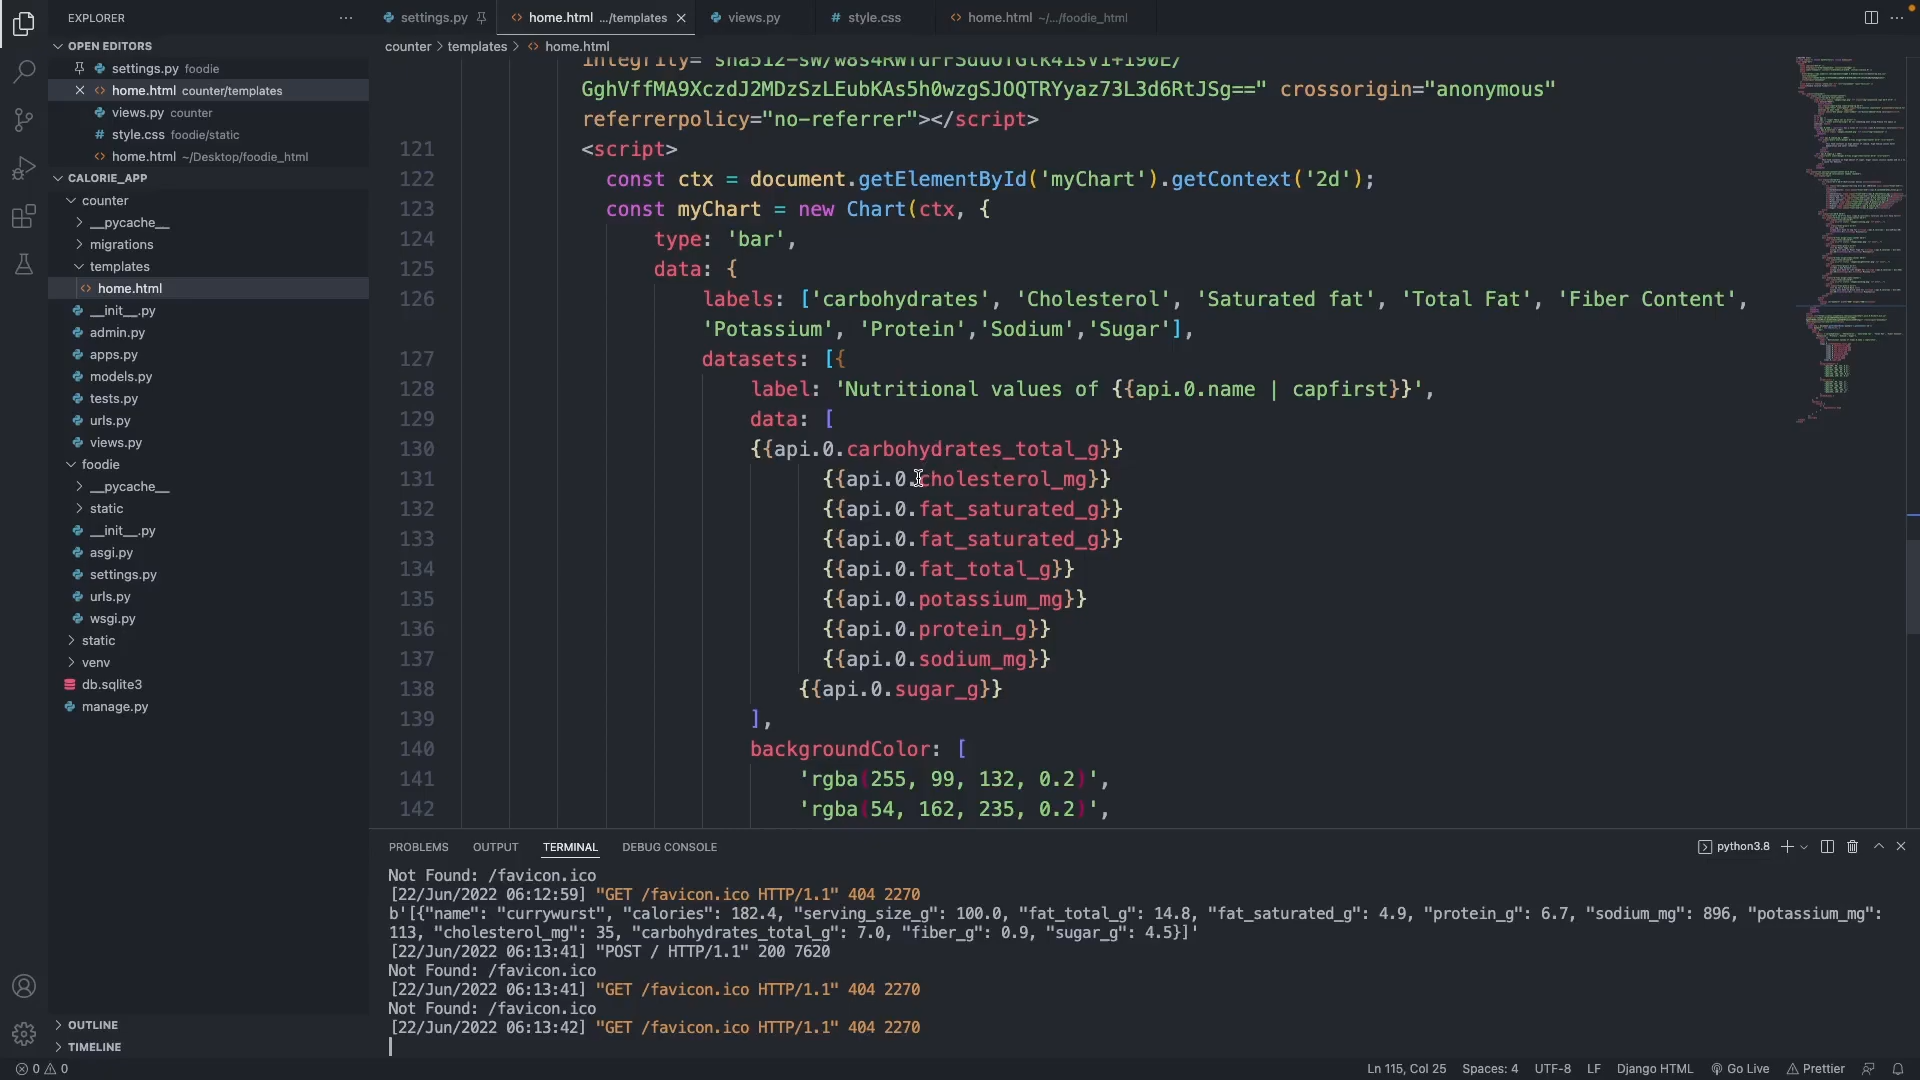 EXPLORER
settings.py
home.html .../templates
views.py
# style.css
home.html ~/.../foodie_html
OPEN EDITORS
settings.py foodie
home.html counter/templates
views.py counter
# style.css foodie/static
home.html ~/Desktop/foodie_html
CALORIE_APP
counter
__pycache__
migrations
templates
home.html
__init__.py
admin.py
apps.py
models.py
tests.py
urls.py
views.py
foodie
__pycache__
static
__init__.py
asgi.py
settings.py
urls.py
wsgi.py
static
venv
db.sqlite3
manage.py
OUTLINE
TIMELINE
counter > templates > home.html
GghVffMA9XczdJ2MDzSzLEubKAs5h0wzgSJOQTRYyaz73L3d6RtJSg==" crossorigin="anonymous"
referrerpolicy="no-referrer"></script>
121 <script>
122 const ctx = document.getElementById('myChart').getContext('2d');
123 const myChart = new Chart(ctx, {
124 type: 'bar',
125 data: {
126 labels: ['carbohydrates', 'Cholesterol', 'Saturated fat', 'Total Fat', 'Fiber Content',
'Potassium', 'Protein','Sodium','Sugar'],
127 datasets: [{
128 label: 'Nutritional values of {{api.0.name | capfirst}}',
129 data: [
130 {{api.0.carbohydrates_total_g}}
131 {{api.0.cholesterol_mg}}
132 {{api.0.fat_saturated_g}}
133 {{api.0.fat_saturated_g}}
134 {{api.0.fat_total_g}}
135 {{api.0.potassium_mg}}
136 {{api.0.protein_g}}
137 {{api.0.sodium_mg}}
138 {{api.0.sugar_g}}
139 ],
140 backgroundColor: [
141 'rgba(255, 99, 132, 0.2)',
142 'rgba(54, 162, 235, 0.2)',
PROBLEMS OUTPUT TERMINAL DEBUG CONSOLE
python3.8
Not Found: /favicon.ico
[22/Jun/2022 06:12:59] "GET /favicon.ico HTTP/1.1" 404 2270
b'[{"name": "currywurst", "calories": 182.4, "serving_size_g": 100.0, "fat_total_g": 14.8, "fat_saturated_g": 4.9, "protein_g": 6.7, "sodium_mg": 896, "potassium_mg":
113, "cholesterol_mg": 35, "carbohydrates_total_g": 7.0, "fiber_g": 0.9, "sugar_g": 4.5}]'
[22/Jun/2022 06:13:41] "POST / HTTP/1.1" 200 7620
Not Found: /favicon.ico
[22/Jun/2022 06:13:41] "GET /favicon.ico HTTP/1.1" 404 2270
Not Found: /favicon.ico
[22/Jun/2022 06:13:42] "GET /favicon.ico HTTP/1.1" 404 2270
0 0
Ln 115, Col 25 Spaces: 4 UTF-8 LF Django HTML Go Live Prettier